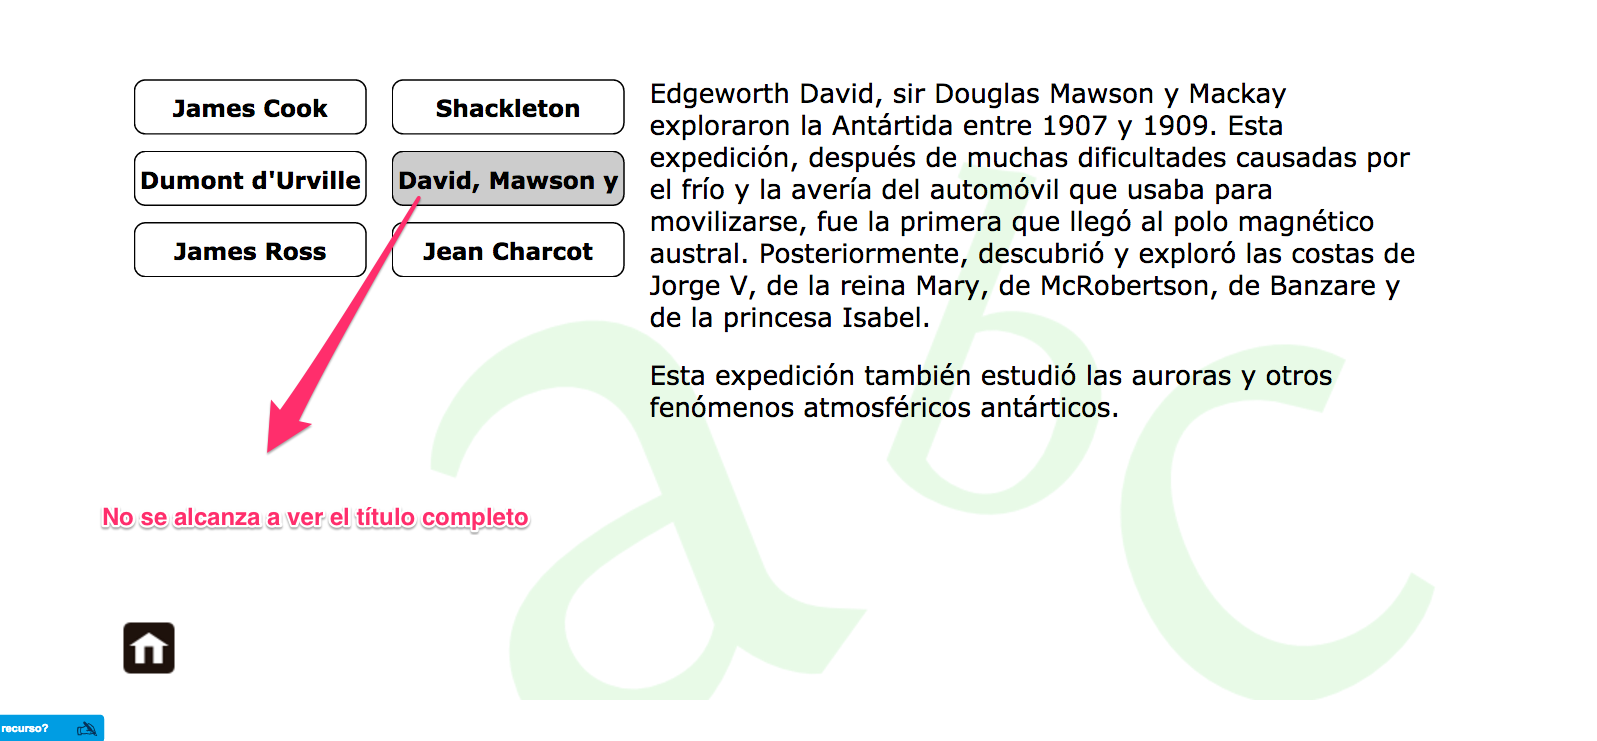 James Cook
Shackleton
Dumont d'Urville
David, Mawson y
James Ross
Jean Charcot
Edgeworth David, sir Douglas Mawson y Mackay
exploraron la Antártida entre 1907 y 1909. Esta
expedición, después de muchas dificultades causadas por
el frío y la avería del automóvil que usaba para
movilizarse, fue la primera que llegó al polo magnético
austral. Posteriormente, descubrió y exploró las costas de
Jorge V, de la reina Mary, de McRobertson, de Banzare y
de la princesa Isabel.
Esta expedición también estudió las auroras y otros
fenómenos atmosféricos antárticos.
No se alcanza a ver el título completo
recurso?
abc